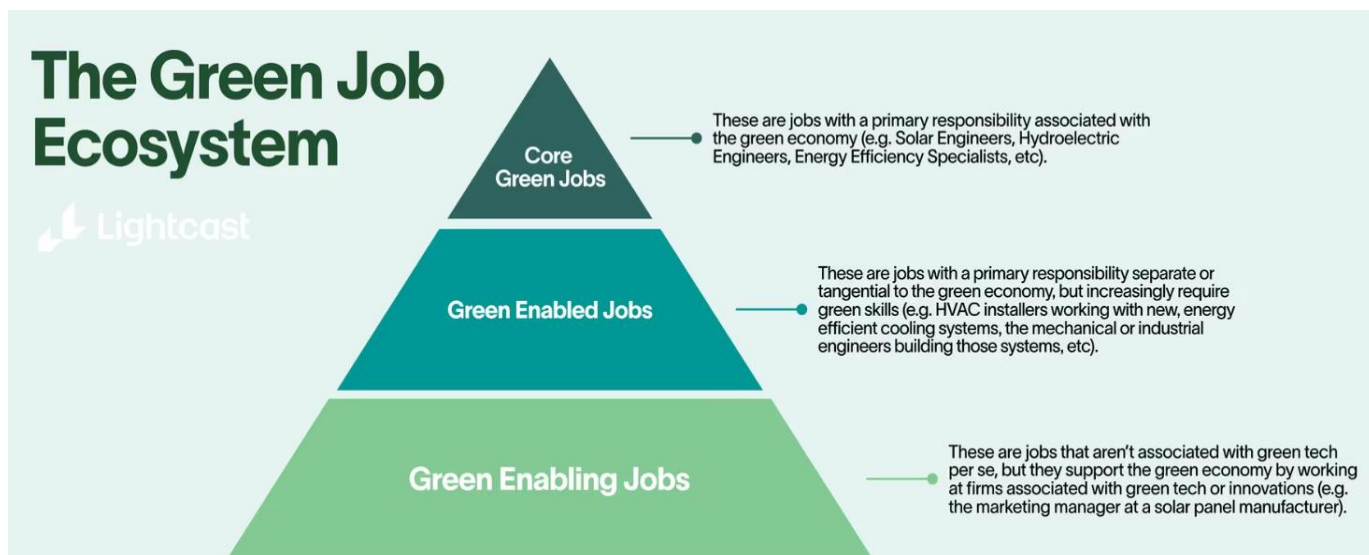 The Green Job
Ecosystem
Lightcast
Core
Green Jobs
These are jobs with a primary responsibility associated with
the green economy (e.g. Solar Engineers, Hydroelectric
Engineers, Energy Efficiency Specialists, etc).
Green Enabled Jobs
These are jobs with a primary responsibility separate or
tangential to the green economy, but increasingly require
green skills (e.g. HVAC installers working with new, energy
efficient cooling systems, the mechanical or industrial
engineers building those systems, etc).
Green Enabling Jobs
These are jobs that aren't associated with green tech
per se, but they support the green economy by working
at firms associated with green tech or innovations (e.g.
the marketing manager at a solar panel manufacturer).